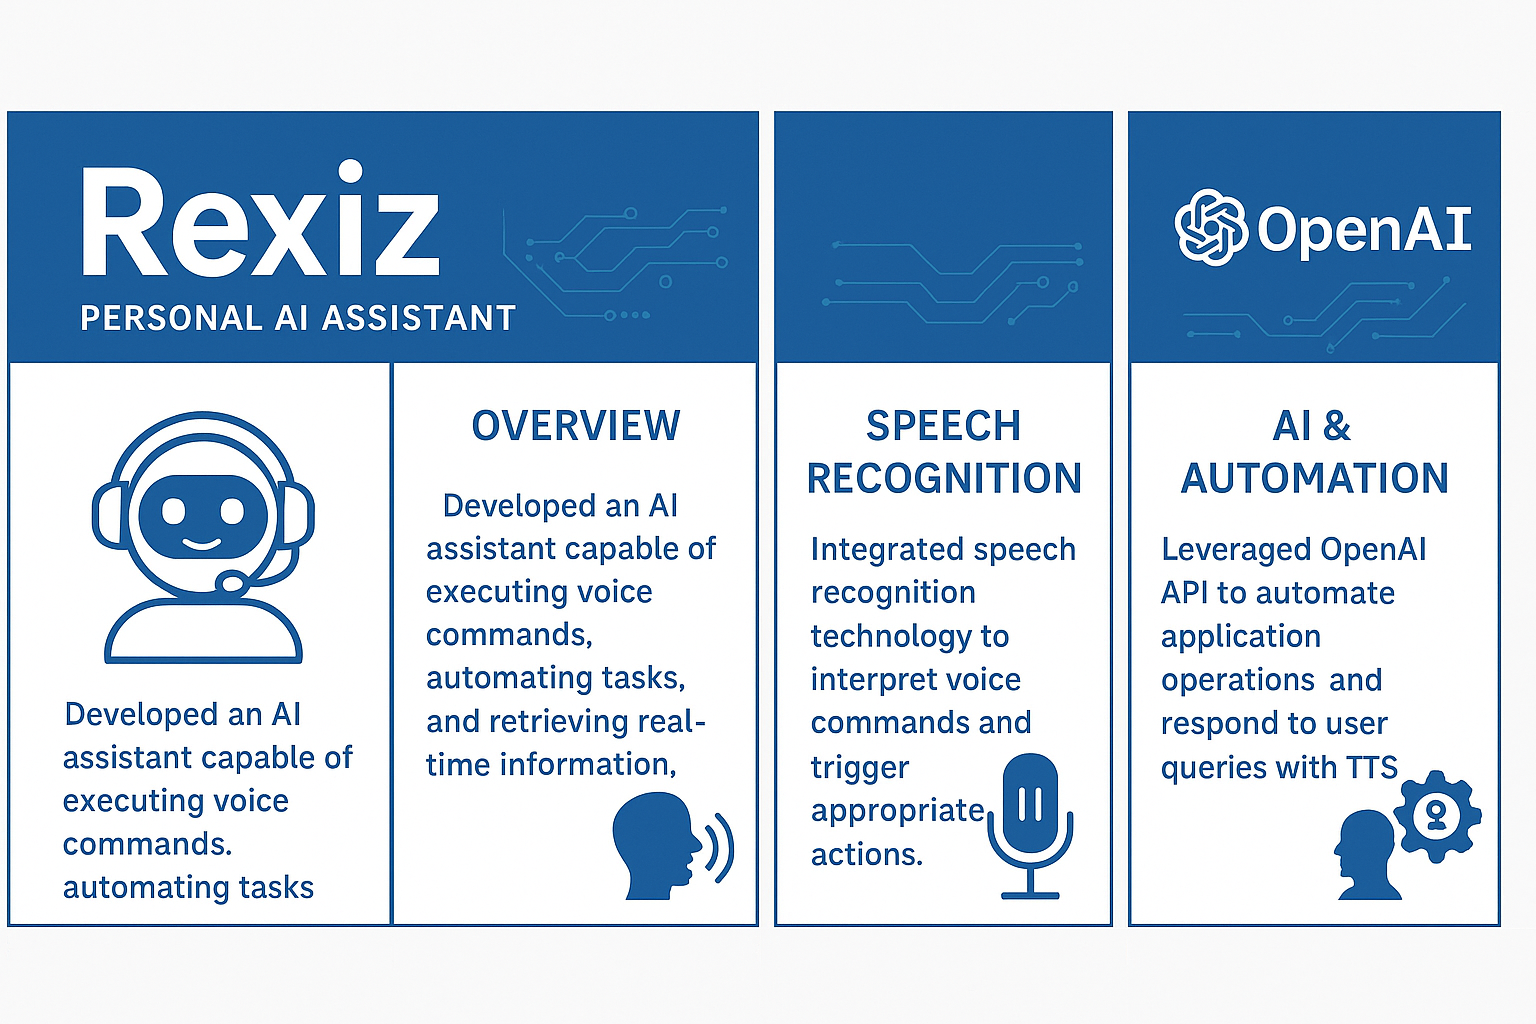 Rexiz
PERSONAL AI ASSISTANT
Developed an AI
assistant capable of
executing voice
commands.
automating tasks
OVERVIEW
Developed an AI
assistant capable of
executing voice
commands,
automating tasks,
and retrieving real-
time information,
SPEECH
RECOGNITION
Integrated speech
recognition
technology to
interpret voice
commands and
trigger
appropriate
actions.
OpenAI
AI &
AUTOMATION
Leveraged OpenAI
API to automate
application
operations and
respond to user
queries with TTS